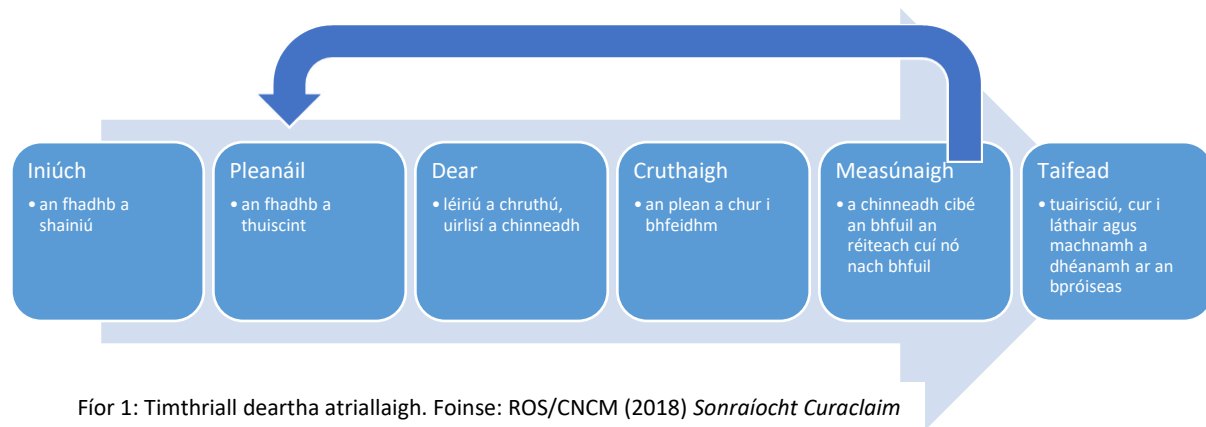 Iniúch
• an fhadhb a
shainiú
Pleanáil
• an fhadhb a
thuiscint
Dear
• léiriú a chruthú,
uirlisí a chinneadh
Cruthaigh
• an plean a chur i
bhfeidhm
Measúnaigh
• a chinneadh cibé
an bhfuil an
réiteach cuí nó
nach bhfuil
Taifead
• tuairisciú, cur i
láthair agus
machnamh a
dhéanamh ar an
bpróiseas
Fíor 1: Timthriall deartha atriallaigh. Foinse: ROS/CNCM (2018) Sonraíocht Curaclaim